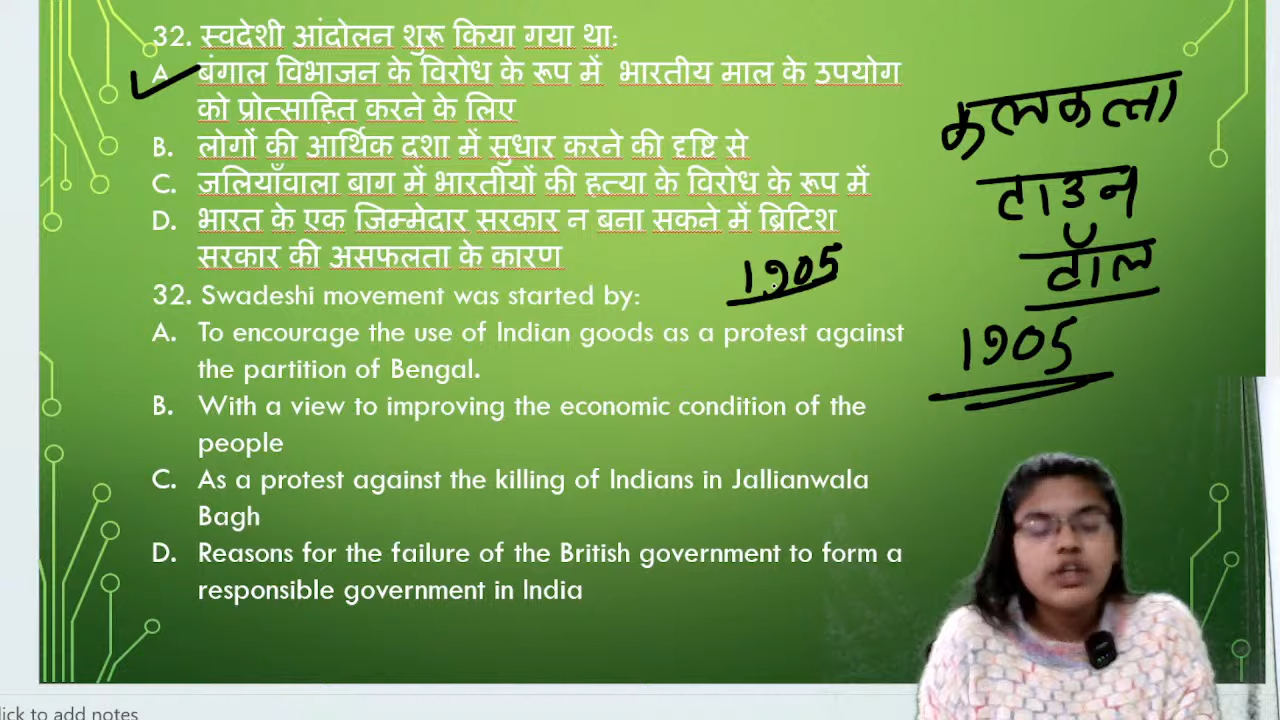 32. स्वदेशी आंदोलन शुरू किया गया था:
A. बंगाल विभाजन के विरोध के रूप में भारतीय माल के उपयोग
को प्रोत्साहित करने के लिए
B. लोगों की आर्थिक दशा में सुधार करने की दृष्टि से
C. जलियाँवाला बाग में भारतीयों की हत्या के विरोध के रूप में
D. भारत के एक जिम्मेदार सरकार न बना सकने में ब्रिटिश
सरकार की असफलता के कारण
1905
32. Swadeshi movement was started by:
A. To encourage the use of Indian goods as a protest against
the partition of Bengal.
B. With a view to improving the economic condition of the
people
C. As a protest against the killing of Indians in Jallianwala
Bagh
D. Reasons for the failure of the British government to form a
responsible government in India
कलकत्ता
टाउन
हॉल
1905
lick to add notes